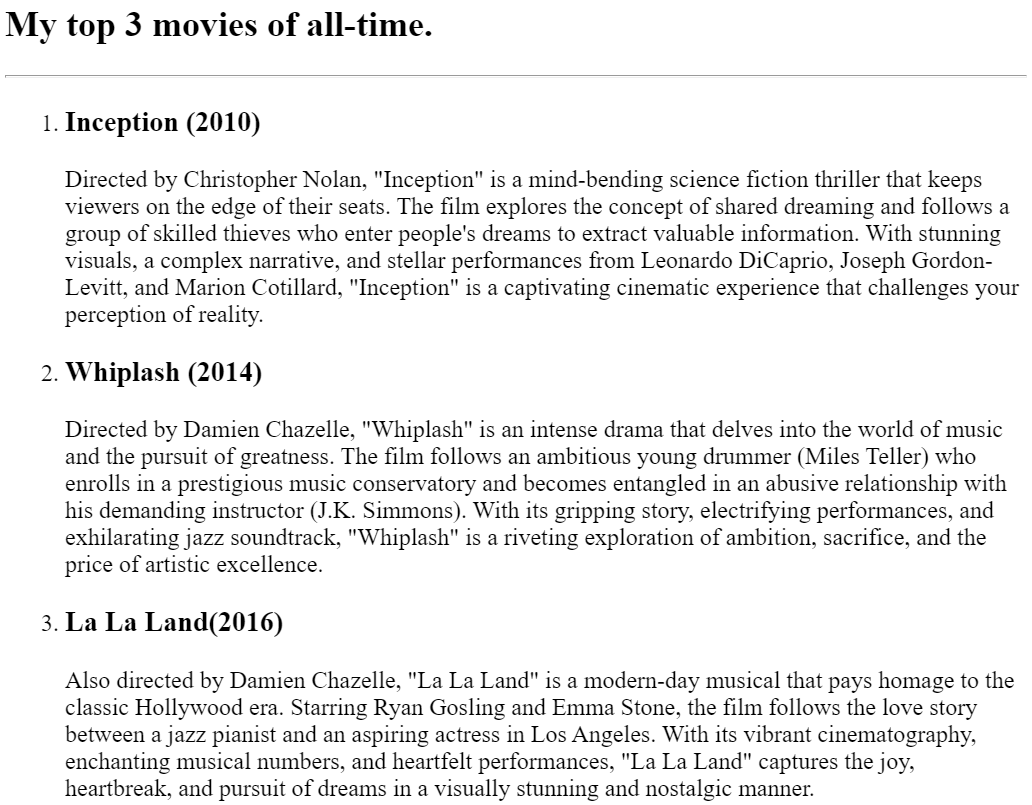 My top 3 movies of all-time.
1. Inception (2010)
Directed by Christopher Nolan, "Inception" is a mind-bending science fiction thriller that keeps
viewers on the edge of their seats. The film explores the concept of shared dreaming and follows a
group of skilled thieves who enter people's dreams to extract valuable information. With stunning
visuals, a complex narrative, and stellar performances from Leonardo DiCaprio, Joseph Gordon-
Levitt, and Marion Cotillard, "Inception" is a captivating cinematic experience that challenges your
perception of reality.
2. Whiplash (2014)
Directed by Damien Chazelle, "Whiplash" is an intense drama that delves into the world of music
and the pursuit of greatness. The film follows an ambitious young drummer (Miles Teller) who
enrolls in a prestigious music conservatory and becomes entangled in an abusive relationship with
his demanding instructor (J.K. Simmons). With its gripping story, electrifying performances, and
exhilarating jazz soundtrack, "Whiplash" is a riveting exploration of ambition, sacrifice, and the
price of artistic excellence.
3. La La Land(2016)
Also directed by Damien Chazelle, "La La Land" is a modern-day musical that pays homage to the
classic Hollywood era. Starring Ryan Gosling and Emma Stone, the film follows the love story
between a jazz pianist and an aspiring actress in Los Angeles. With its vibrant cinematography,
enchanting musical numbers, and heartfelt performances, "La La Land" captures the joy,
heartbreak, and pursuit of dreams in a visually stunning and nostalgic manner.